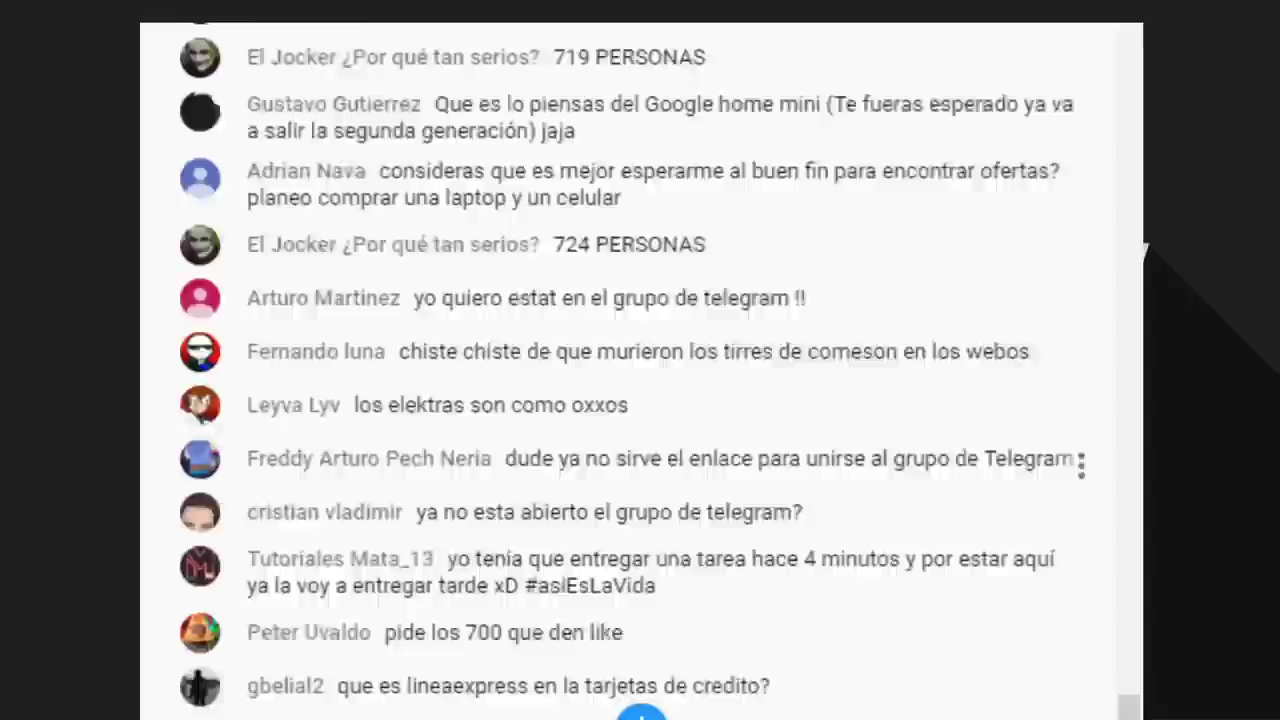 El Jocker ¿Por qué tan serios? 719 PERSONAS
Gustavo Gutierrez Que es lo piensas del Google home mini (Te fueras esperado ya va
a salir la segunda generación) jaja
Adrian Nava consideras que es mejor esperarme al buen fin para encontrar ofertas?
planeo comprar una laptop y un celular
El Jocker ¿Por qué tan serios? 724 PERSONAS
Arturo Martinez yo quiero estat en el grupo de telegram !!
Fernando luna chiste chiste de que murieron los tirres de comeson en los webos
Leyva Lyv los elektras son como oxxos
Freddy Arturo Pech Neria dude ya no sirve el enlace para unirse al grupo de Telegram
cristian vladimir ya no esta abierto el grupo de telegram?
Tutoriales Mata_13 yo tenía que entregar una tarea hace 4 minutos y por estar aquí
ya la voy a entregar tarde xD #asiEsLaVida
Peter Uvaldo pide los 700 que den like
gbelial2 que es lineaexpress en la tarjetas de credito?